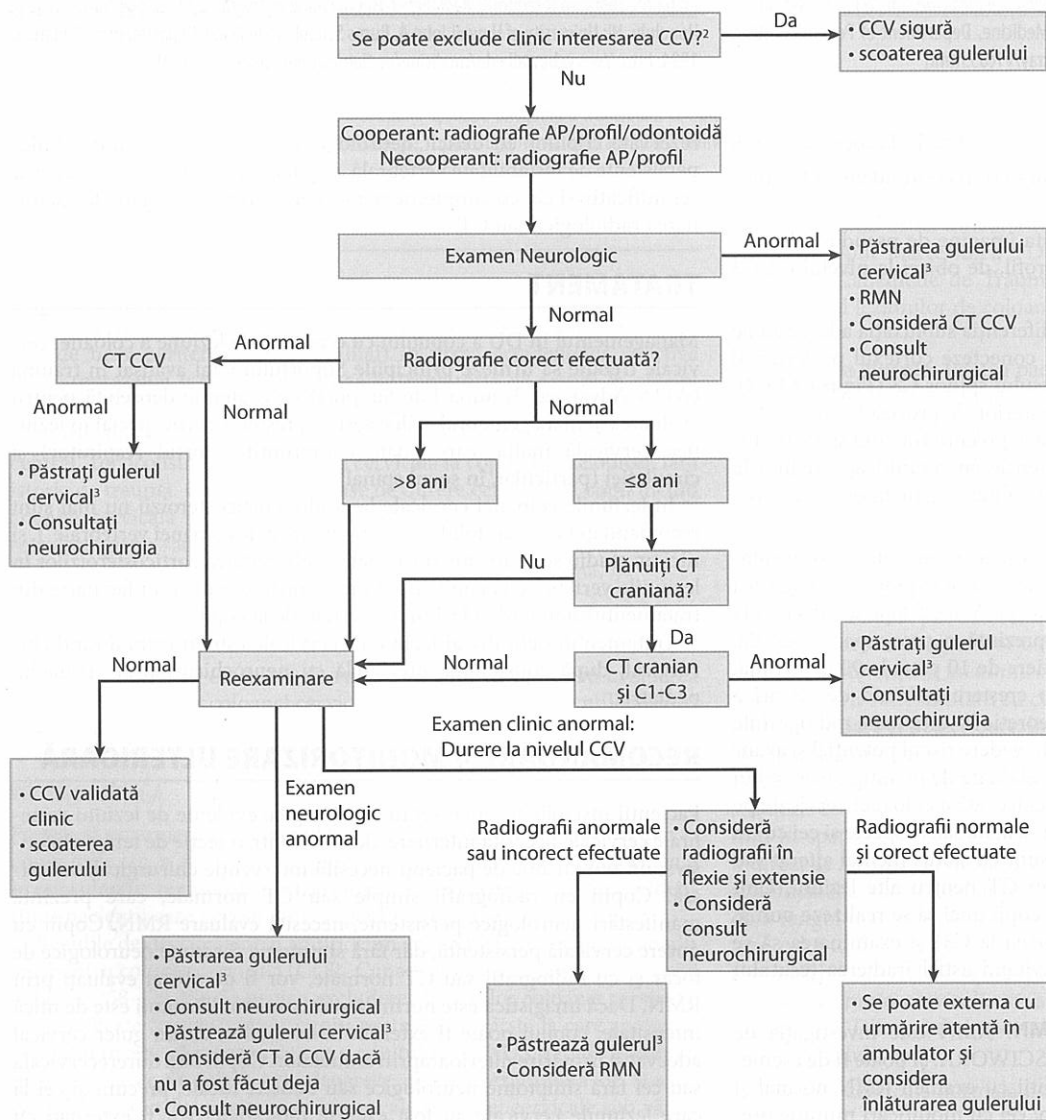 Se poate exclude clinic interesarea CCV?²
Da
• CCV sigură
• scoaterea gulerului
Nu
Cooperant: radiografie AP/profil/odontoidă
Necooperant: radiografie AP/profil
Examen Neurologic
Anormal
• Păstrarea gulerului
cervical³
• RMN
• Consideră CT CCV
• Consult
neurochirurgical
Normal
Radiografie corect efectuată?
Anormal
CT CCV
Anormal
Normal
Normal
• Păstrați gulerul
cervical³
• Consultați
neurochirurgia
>8 ani
≤8 ani
Nu
Plănuiți CT
craniană?
Da
CT cranian
și C1-C3
Normal
Anormal
• Păstrați gulerul
cervical³
• Consultați
neurochirurgia
Reexaminare
Normal
Examen clinic anormal:
Durere la nivelul CCV
• CCV validată
clinic
• scoaterea
gulerului
Examen
neurologic
anormal
Radiografii anormale
sau incorect efectuate
• Consideră
radiografii în
flexie si extensie
• Consideră
consult
neurochirurgical
Radiografii normale
și corect efectuate
• Păstrarea gulerului
cervical³
• Consult neurochirurgical
• Păstrează gulerul cervical³
• Consideră CT a CCV dacă
nu a fost făcut deja
• Consult neurochirurgical
• Păstrează gulerul³
• Consideră RMN
• Se poate externa cu
urmărire atentă în
ambulator și
considera
înlăturarea gulerului